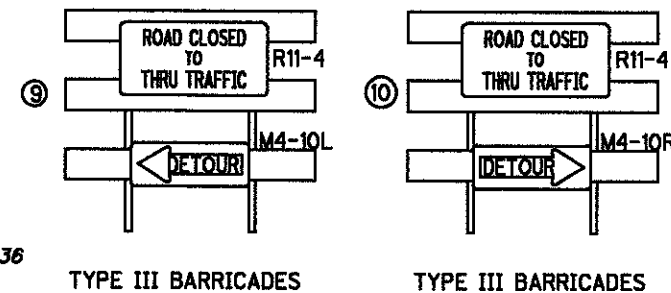 ROAD CLOSED
TO
THRU TRAFFIC
R11-4
9
M4-10L
DETOUR
TYPE III BARRICADES
ROAD CLOSED
TO
THRU TRAFFIC
R11-4
10
M4-10R
DETOUR
TYPE III BARRICADES
36